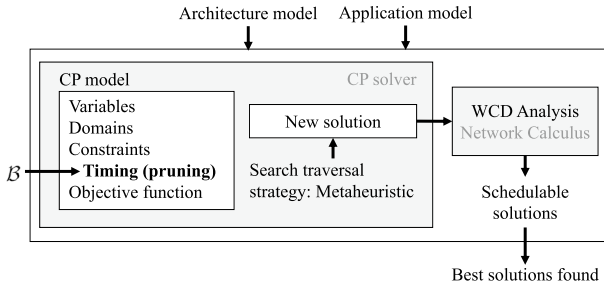 Architecture model
Application model
CP model
CP solver
Variables
Domains
Constraints
Timing (pruning)
Objective function
ℬ
New solution
Search traversal
strategy: Metaheuristic
WCD Analysis
Network Calculus
Schedulable
solutions
Best solutions found